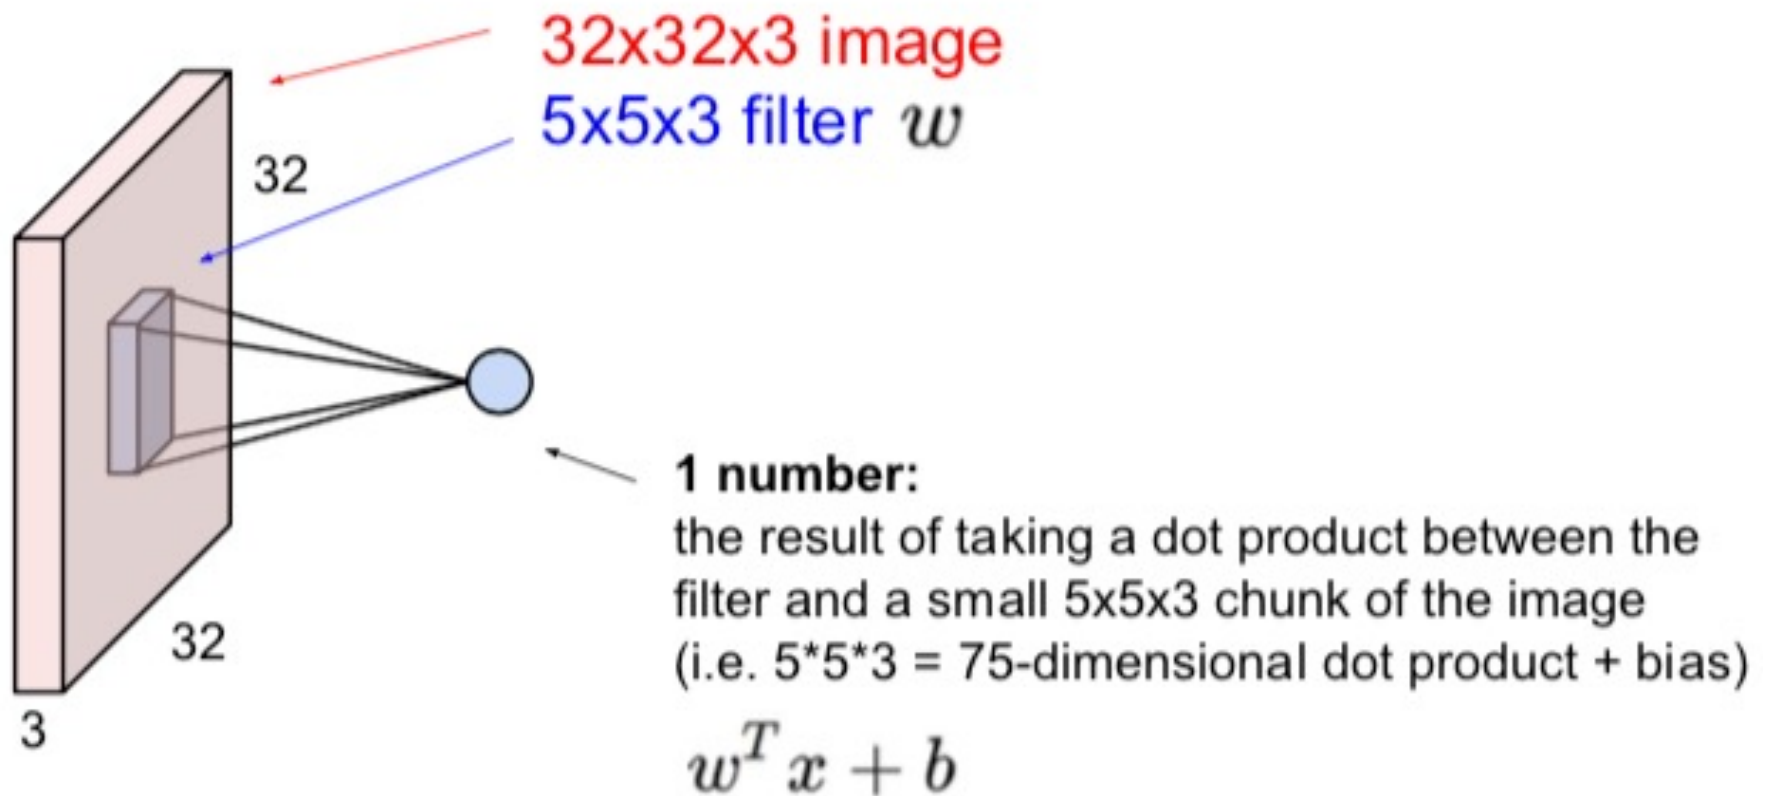 32x32x3 image
5x5x3 filter w
32
32
3
1 number:
the result of taking a dot product between the
filter and a small 5x5x3 chunk of the image
(i.e. 5*5*3 = 75-dimensional dot product + bias)
w^T x + b